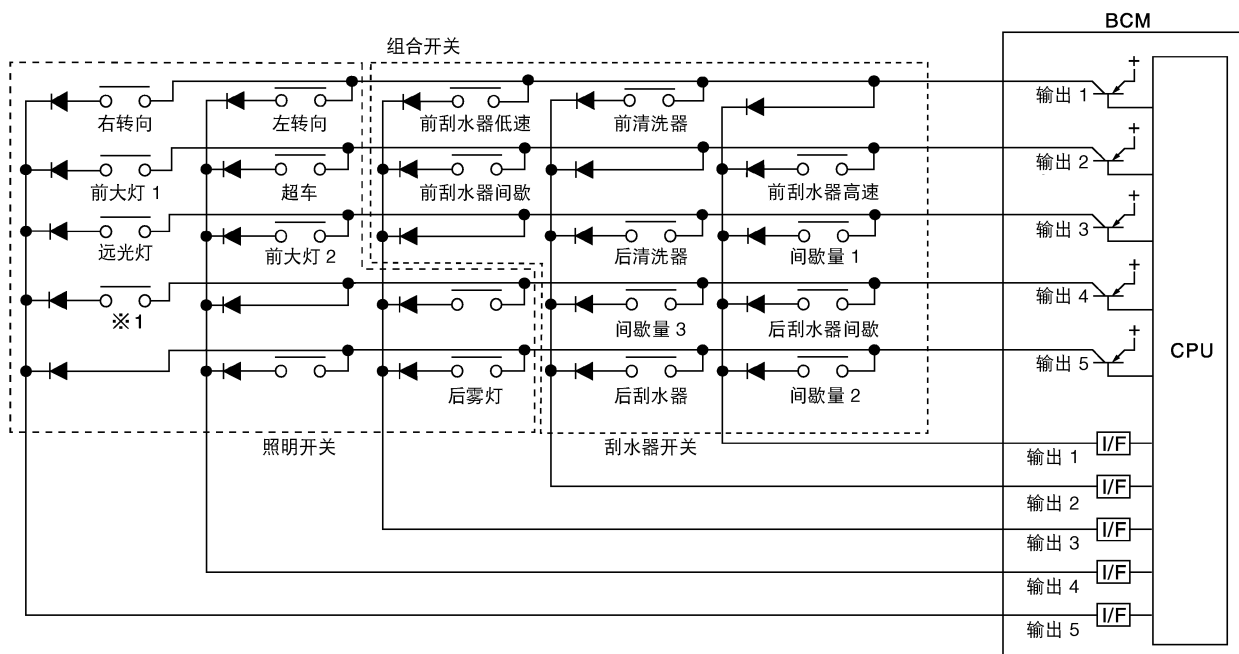 BCM
组合开关
右转向
左转向
前刮水器低速
前清洗器
输出 1
前大灯 1
超车
前刮水器间歇
前刮水器高速
输出 2
远光灯
前大灯 2
后清洗器
间歇量 1
输出 3
※1
间歇量 3
后刮水器间歇
输出 4
CPU
后雾灯
后刮水器
间歇量 2
输出 5
照明开关
刮水器开关
输出 1
I/F
输出 2
I/F
输出 3
I/F
输出 4
I/F
输出 5
I/F
+
+
+
+
+